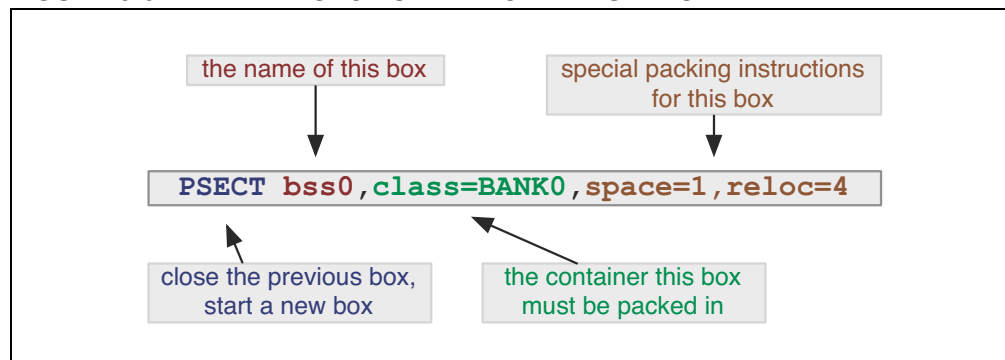 the name of this box
special packing instructions
for this box
PSECT bss0,class=BANK0,space=1,reloc=4
close the previous box,
start a new box
the container this box
must be packed in